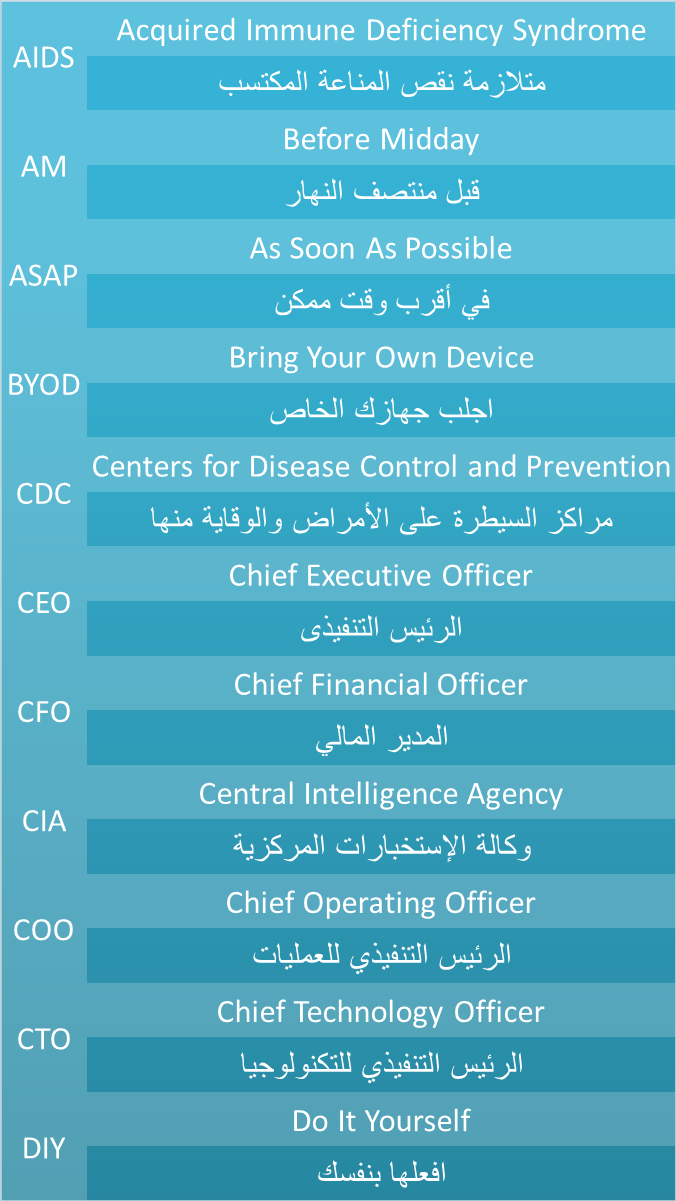 AIDS
Acquired Immune Deficiency Syndrome
متلازمة نقص المناعة المكتسب
AM
Before Midday
قبل منتصف النهار
ASAP
As Soon As Possible
في أقرب وقت ممكن
BYOD
Bring Your Own Device
اجلب جهازك الخاص
CDC
Centers for Disease Control and Prevention
مراكز السيطرة على الأمراض والوقاية منها
CEO
Chief Executive Officer
الرئيس التنفيذى
CFO
Chief Financial Officer
المدير المالي
CIA
Central Intelligence Agency
وكالة الإستخبارات المركزية
COO
Chief Operating Officer
الرئيس التنفيذي للعمليات
CTO
Chief Technology Officer
الرئيس التنفيذي للتكنولوجيا
DIY
Do It Yourself
افعلها بنفسك